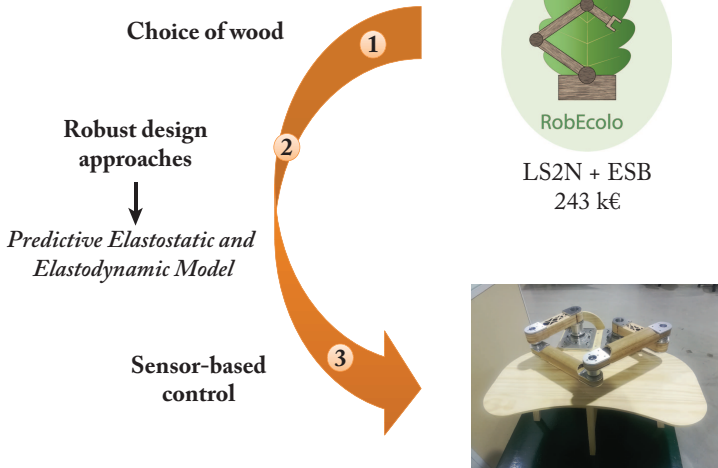 Choice of wood
1
Robust design
approaches
2
Predictive Elastostatic and
Elastodynamic Model
Sensor-based
control
3
RobEcolo
LS2N + ESB
243 k€